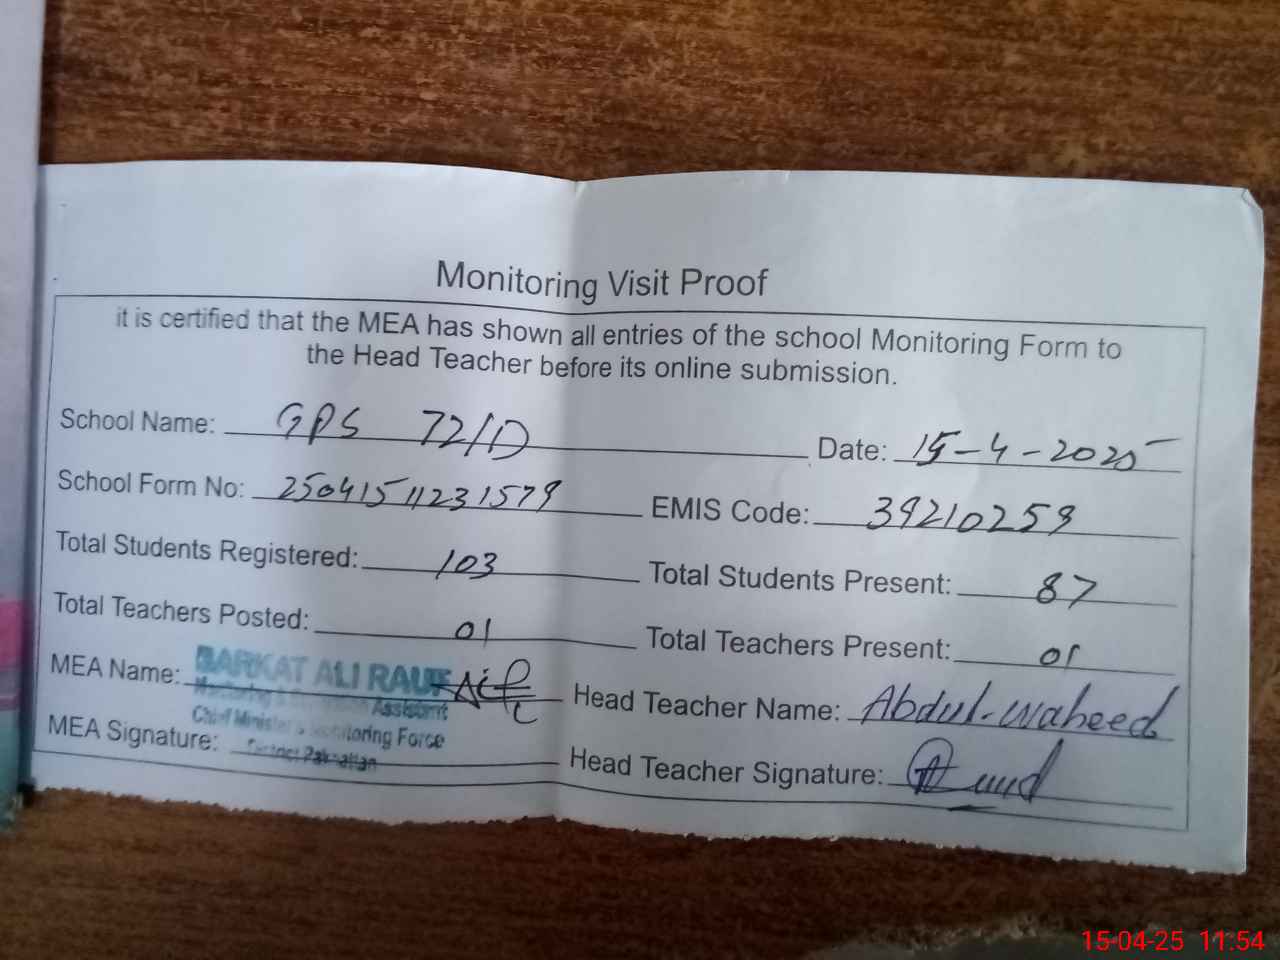 Monitoring Visit Proof
it is certified that the MEA has shown all entries of the school Monitoring Form to
the Head Teacher before its online submission.
School Name: GPS 72/D Date: 15-4-2025
School Form No: 25041511231579 EMIS Code: 39210259
Total Students Registered: 103 Total Students Present: 87
Total Teachers Posted: 01 Total Teachers Present: 01
MEA Name: BARKAT ALI Head Teacher Name: Abdul-waheed
Assistant
Chief Minister's Monitoring Force
MEA Signature: District Pakpattan Head Teacher Signature:
15-04-25 11:54